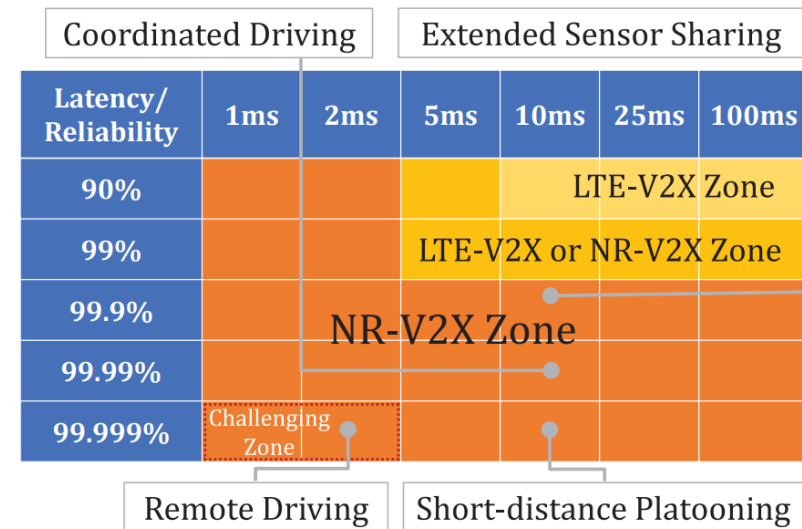 Coordinated Driving
Extended Sensor Sharing
Latency/
Reliability
1ms
2ms
5ms
10ms
25ms
100ms
90%
LTE-V2X Zone
99%
LTE-V2X or NR-V2X Zone
99.9%
NR-V2X Zone
99.99%
99.999%
Challenging
Zone
Remote Driving
Short-distance Platooning